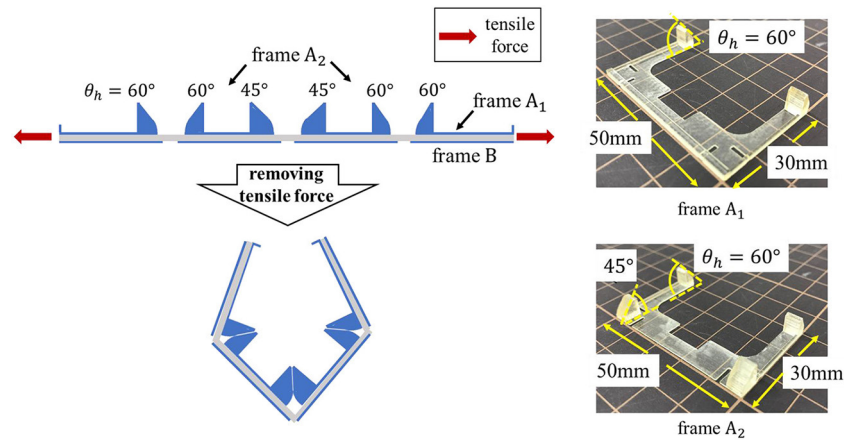 tensile
force
frame A₂
θₕ = 60°
60°
45°
45°
60°
60°
frame A₁
frame B
removing
tensile force
θₕ = 60°
50mm
30mm
frame A₁
45°
θₕ = 60°
50mm
30mm
frame A₂